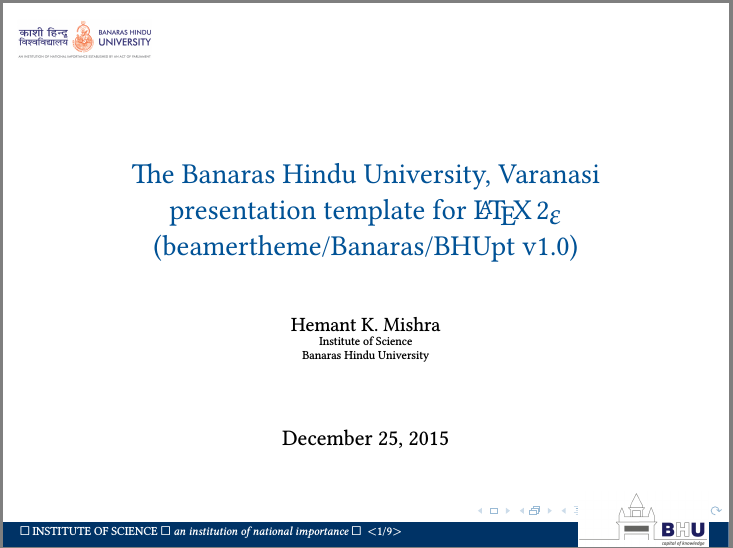 काशी हिन्दू
विश्वविद्यालय
BANARAS HINDU
UNIVERSITY
AN INSTITUTION OF NATIONAL IMPORTANCE ESTABLISHED BY AN ACT OF PARLIAMENT
The Banaras Hindu University, Varanasi
presentation template for LATEX 2ε
(beamertheme/Banaras/BHUpt v1.0)
Hemant K. Mishra
Institute of Science
Banaras Hindu University
December 25, 2015
□ INSTITUTE OF SCIENCE □ an institution of national importance □ <1/9>
BHU
capital of knowledge